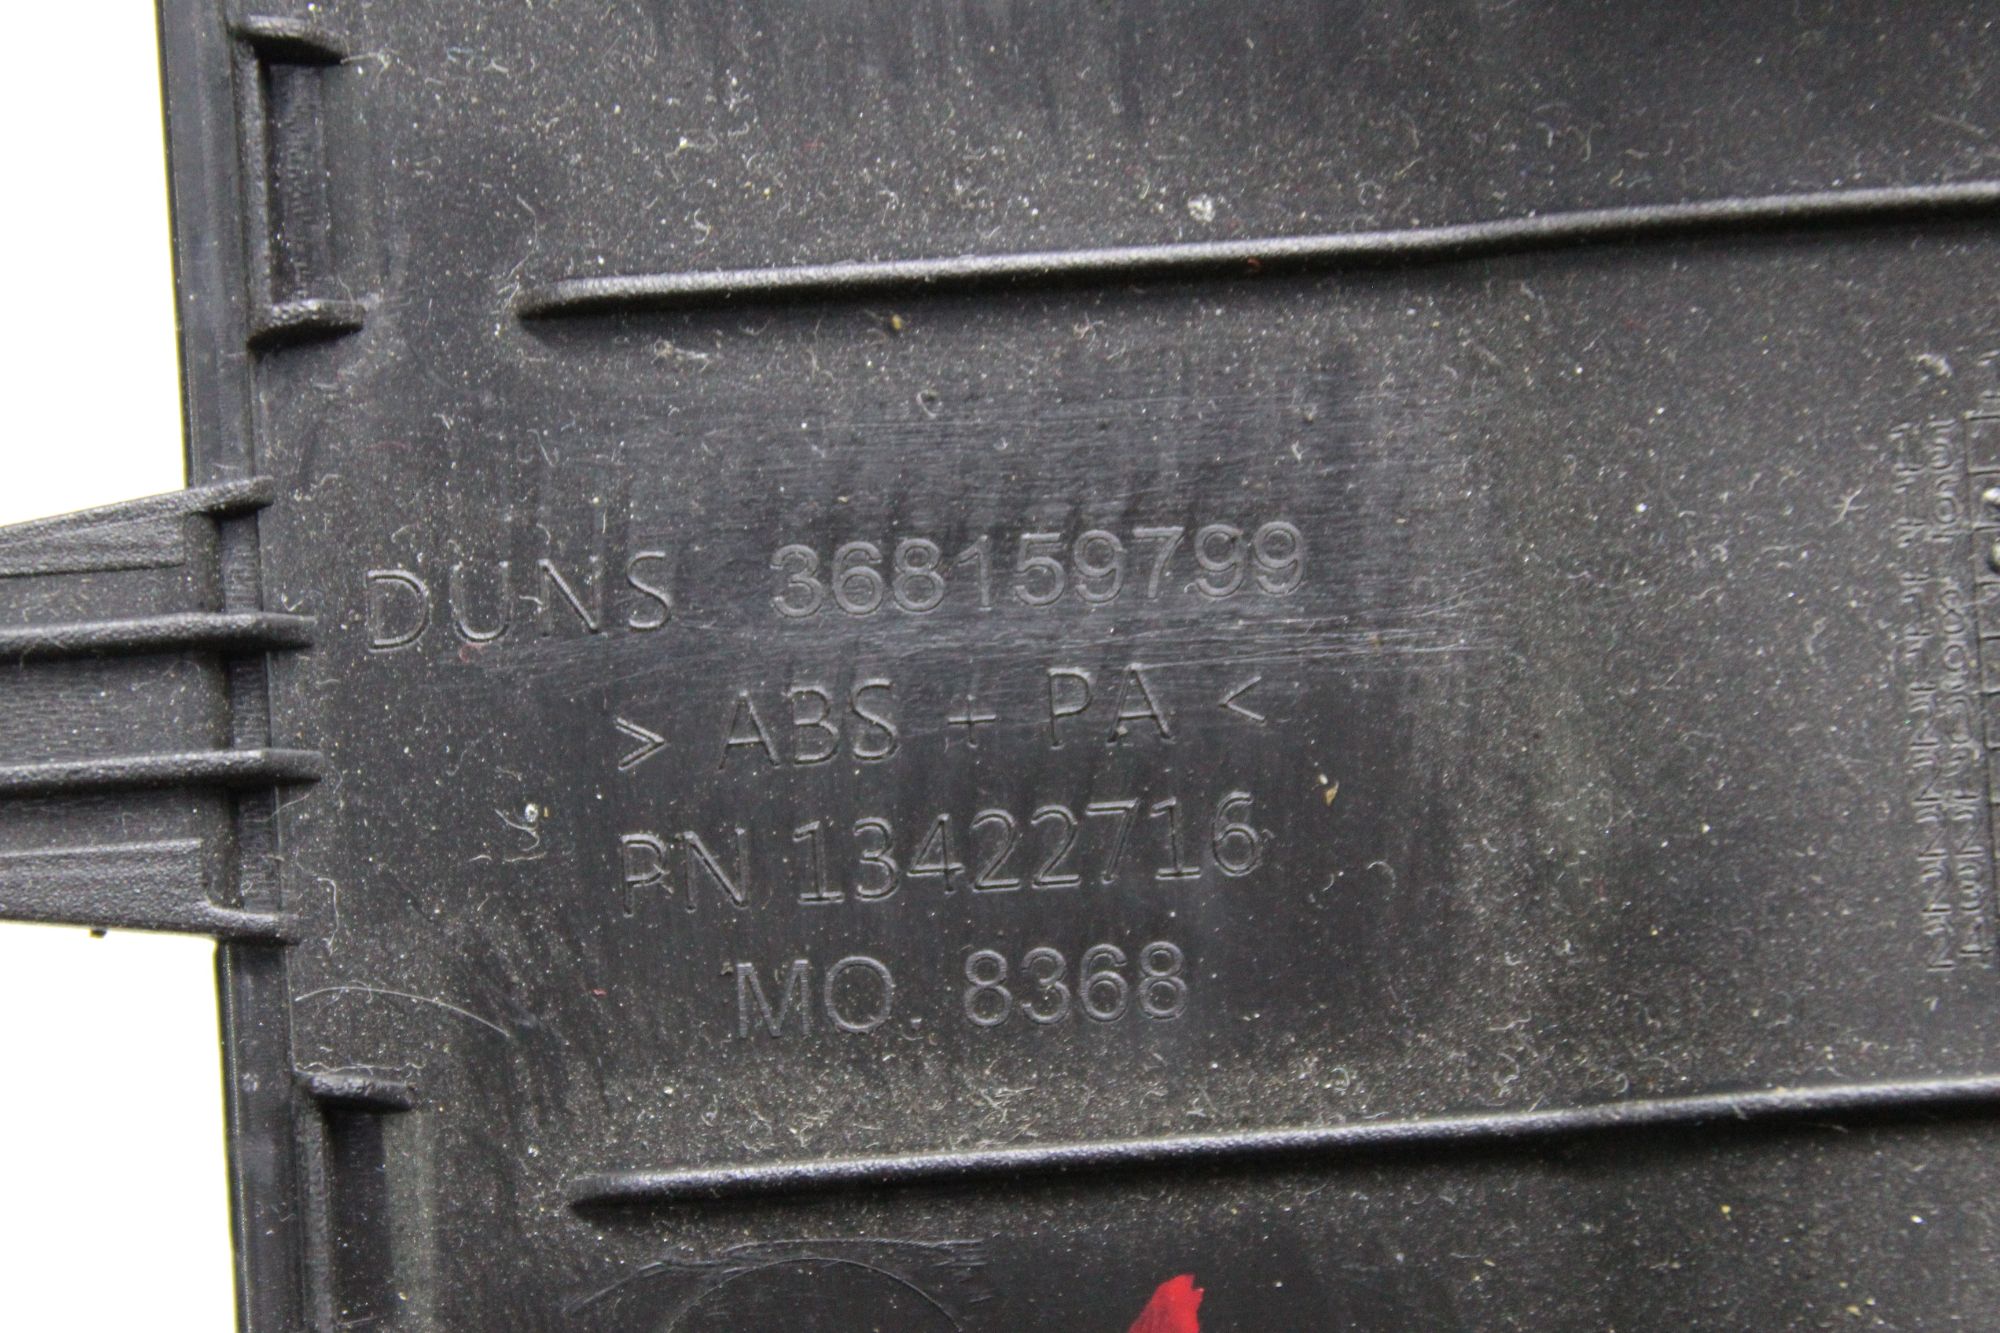 DUNS 368159799
> ABS + PA <
PN 13422716
MO. 8368